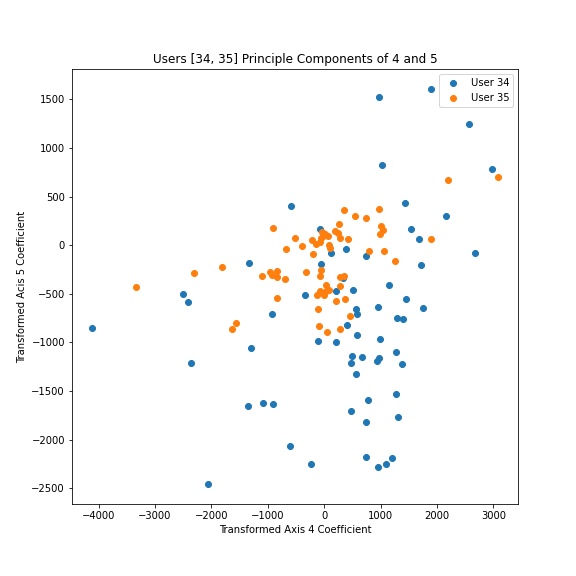 Users [34, 35] Principle Components of 4 and 5
User 34
User 35
Transformed Acis 5 Coefficient
1500
1000
500
0
−500
−1000
−1500
−2000
−2500
−4000 −3000 −2000 −1000 0 1000 2000 3000
Transformed Axis 4 Coefficient